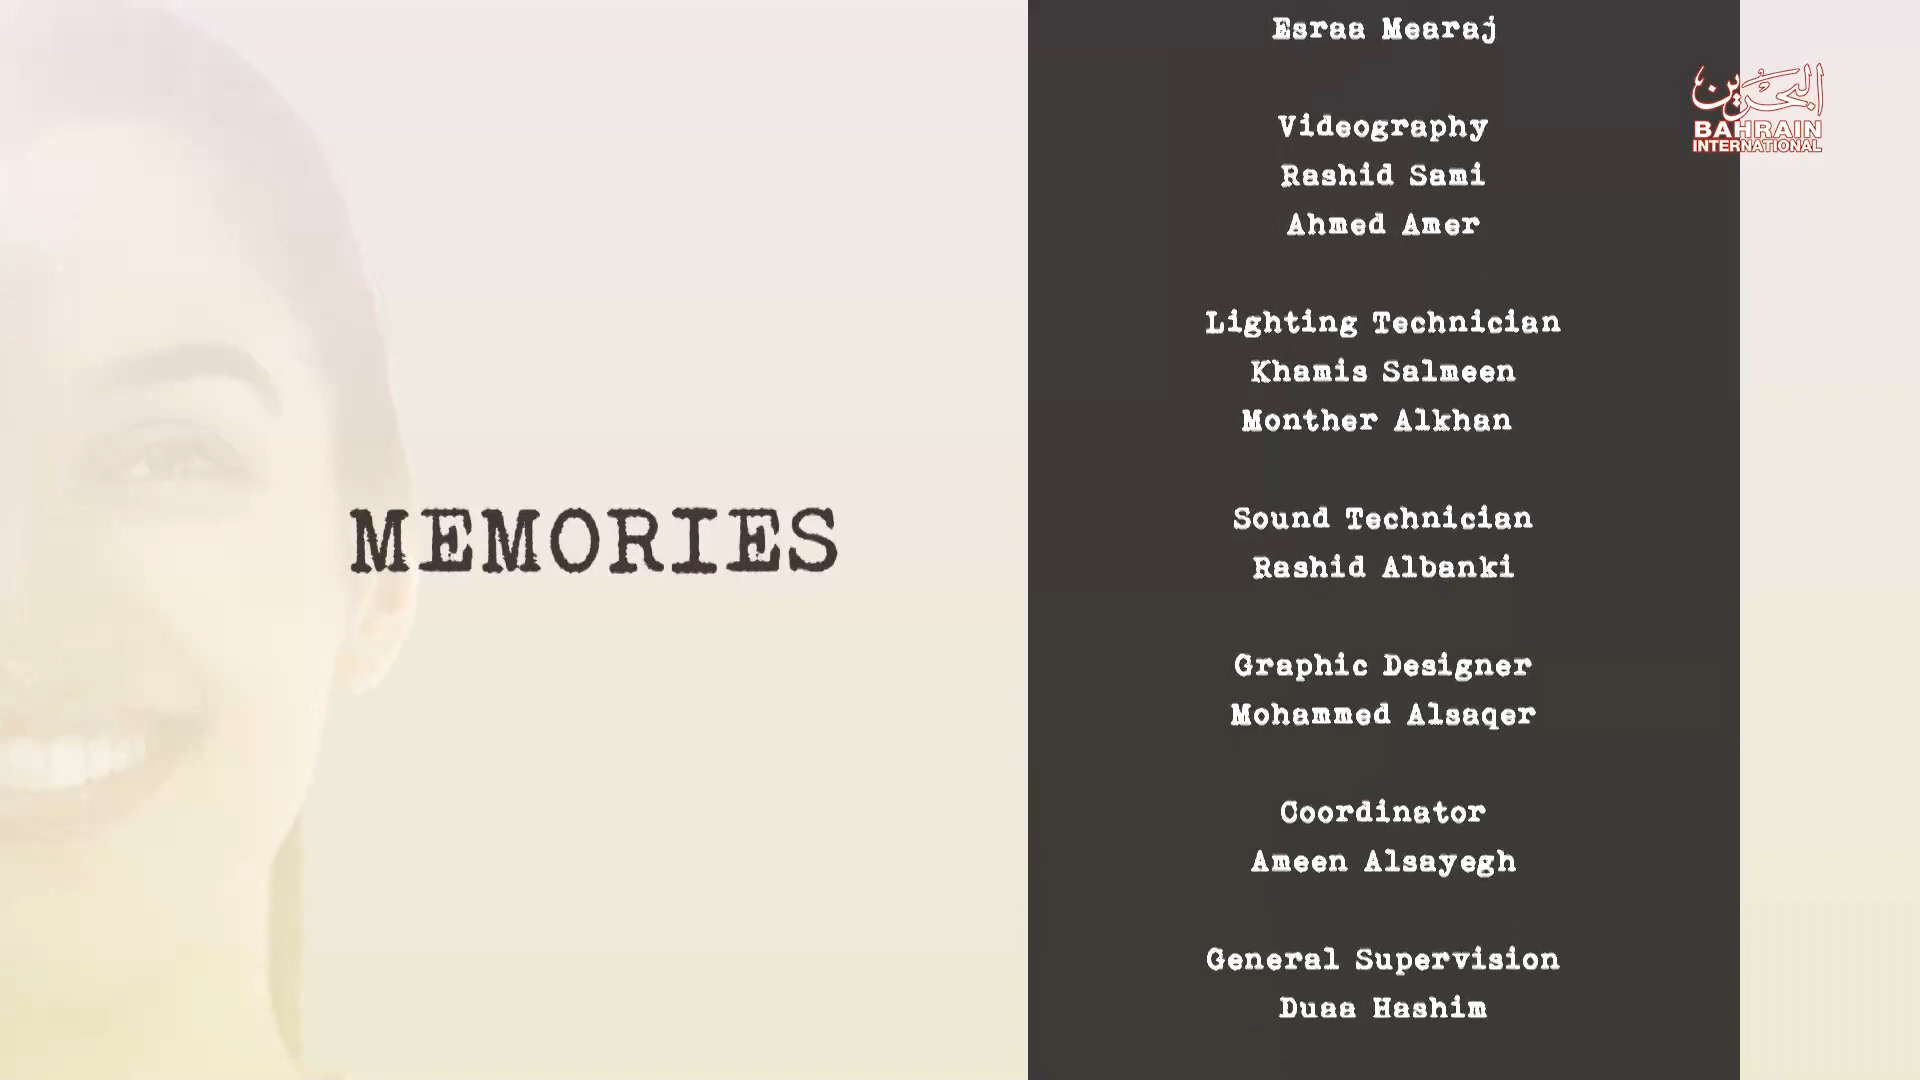 MEMORIES
Esraa Mearaj
Videography
Rashid Sami
Ahmed Amer
Lighting Technician
Khamis Salmeen
Monther Alkhan
Sound Technician
Rashid Albanki
Graphic Designer
Mohammed Alsaqer
Coordinator
Ameen Alsayegh
General Supervision
Duaa Hashim
البحرين
BAHRAIN
INTERNATIONAL